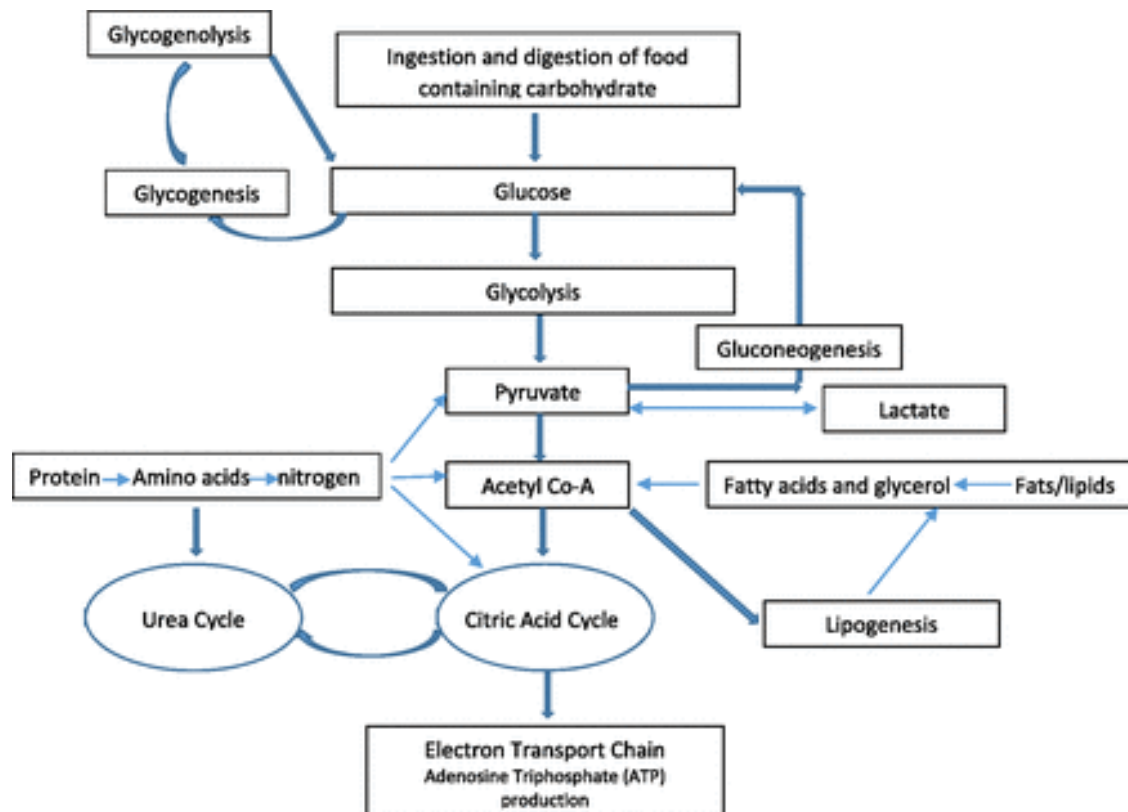 Glycogenolysis
Ingestion and digestion of food
containing carbohydrate
Glycogenesis
Glucose
Glycolysis
Gluconeogenesis
Pyruvate
Lactate
Protein Amino acids nitrogen
Acetyl Co-A
Fatty acids and glycerol Fats/lipids
Urea Cycle
Citric Acid Cycle
Lipogenesis
Electron Transport Chain
Adenosine Triphosphate (ATP)
production